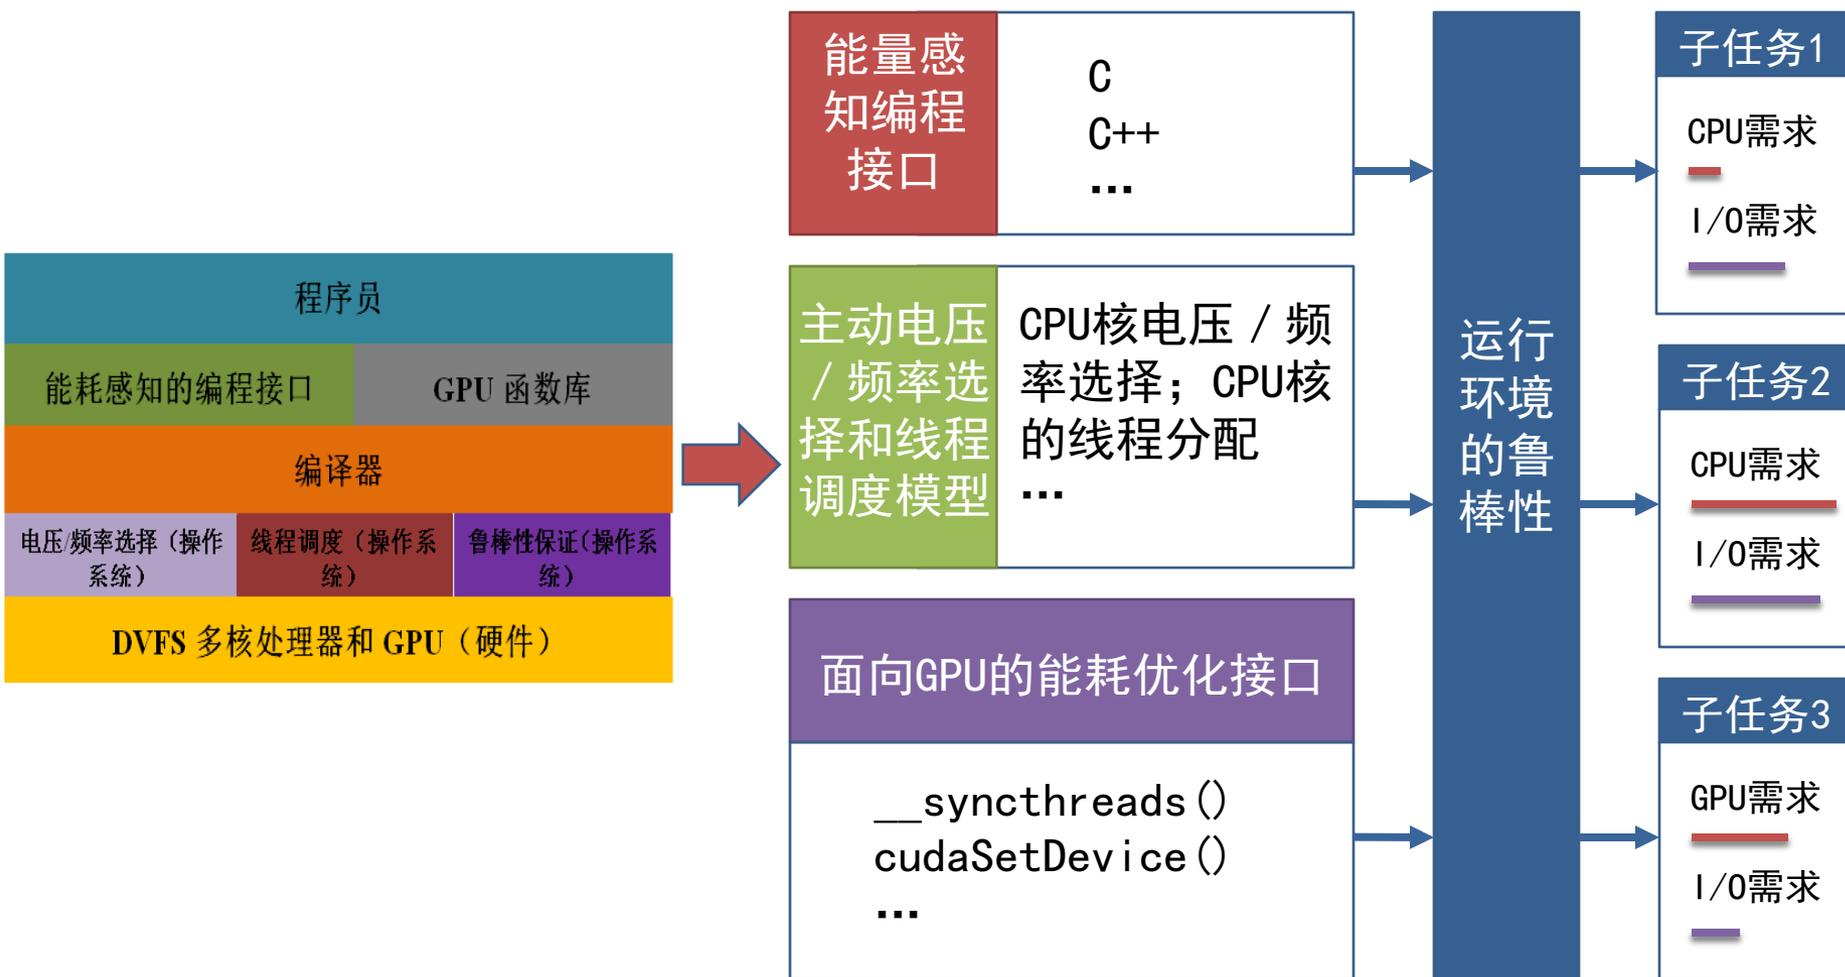 程序员
能耗感知的编程接口
GPU 函数库
编译器
电压/频率选择（操作
系统）
线程调度（操作系
统）
鲁棒性保证（操作系
统）
DVFS 多核处理器和 GPU（硬件）
能量感
知编程
接口
C
C++
…
主动电压
/频率选
择和线程
调度模型
CPU核电压/频
率选择；CPU核
的线程分配
…
面向GPU的能耗优化接口
__syncthreads()
cudaSetDevice()
…
运行
环境
的鲁
棒性
子任务1
CPU需求
I/O需求
子任务2
CPU需求
I/O需求
子任务3
GPU需求
I/O需求